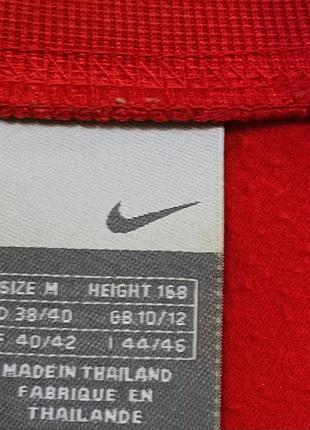 SIZE M HEIGHT 168
D 38/40 GB 10/12
F 40/42 I 44/46
MADE IN THAILAND
FABRIQUE EN
THAILANDE